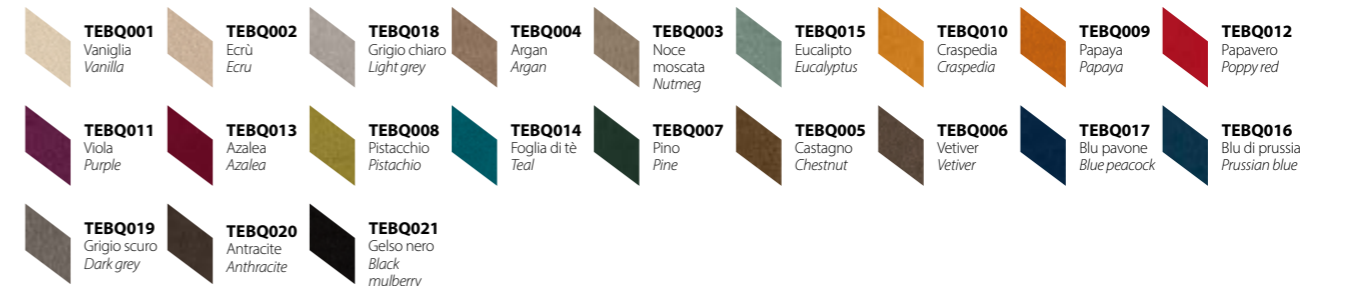 TEBQ001
Vaniglia
Vanilla
TEBQ002
Ecrù
Ecru
TEBQ018
Grigio chiaro
Light grey
TEBQ004
Argan
Argan
TEBQ003
Noce
moscata
Nutmeg
TEBQ015
Eucalipto
Eucalyptus
TEBQ010
Craspedia
Craspedia
TEBQ009
Papaya
Papaya
TEBQ012
Papavero
Poppy red
TEBQ011
Viola
Purple
TEBQ013
Azalea
Azalea
TEBQ008
Pistacchio
Pistachio
TEBQ014
Foglia di tè
Teal
TEBQ007
Pino
Pine
TEBQ005
Castagno
Chestnut
TEBQ006
Vetiver
Vetiver
TEBQ017
Blu pavone
Blue peacock
TEBQ016
Blu di prussia
Prussian blue
TEBQ019
Grigio scuro
Dark grey
TEBQ020
Antracite
Anthracite
TEBQ021
Gelso nero
Black
mulberry